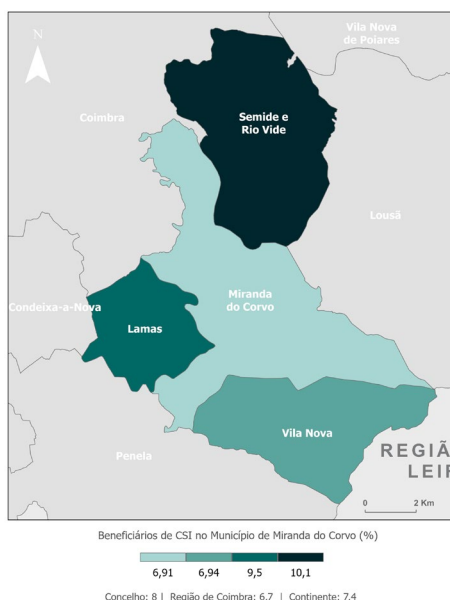 Vila Nova
de Poiares
N
Coimbra
Semide e
Rio Vide
Lousã
Condeixa-a-Nova
Miranda
do Corvo
Lamas
Vila Nova
Penela
REGIÃ
LEIR
0 2 Km
Beneficiários de CSI no Município de Miranda do Corvo (%)
6,91 6,94 9,5 10,1
Concelho: 8 | Região de Coimbra: 6,7 | Continente: 7,4